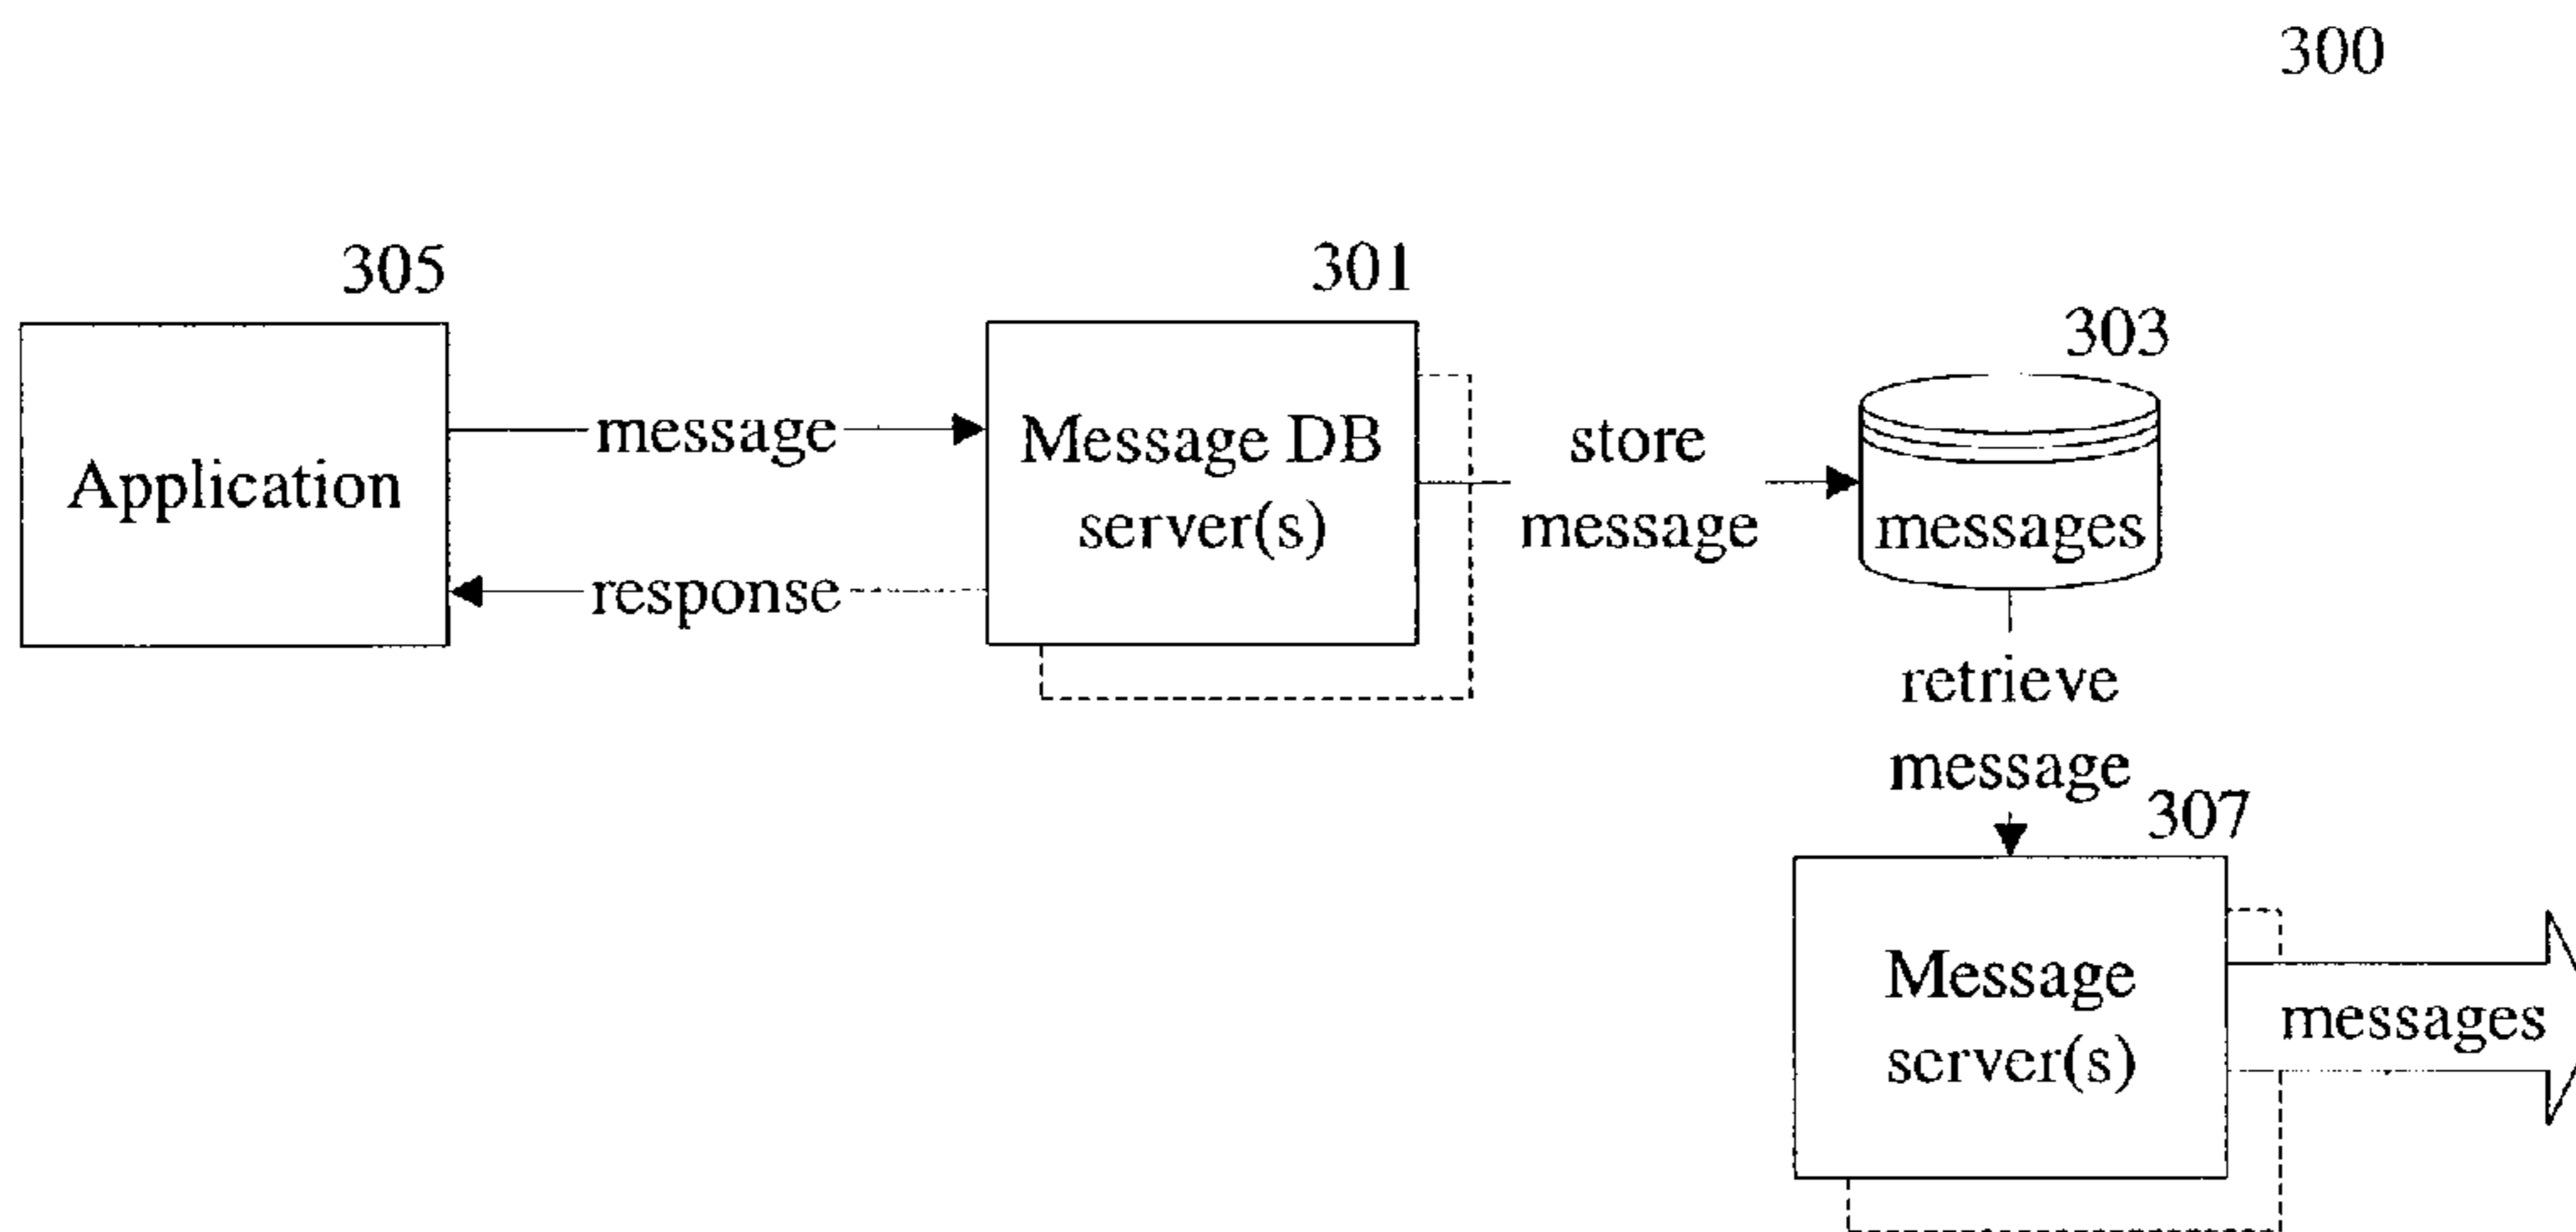 300
305
301
303
Application
message
response
Message DB
server(s)
store
message
messages
retrieve
message
307
Message
server(s)
messages